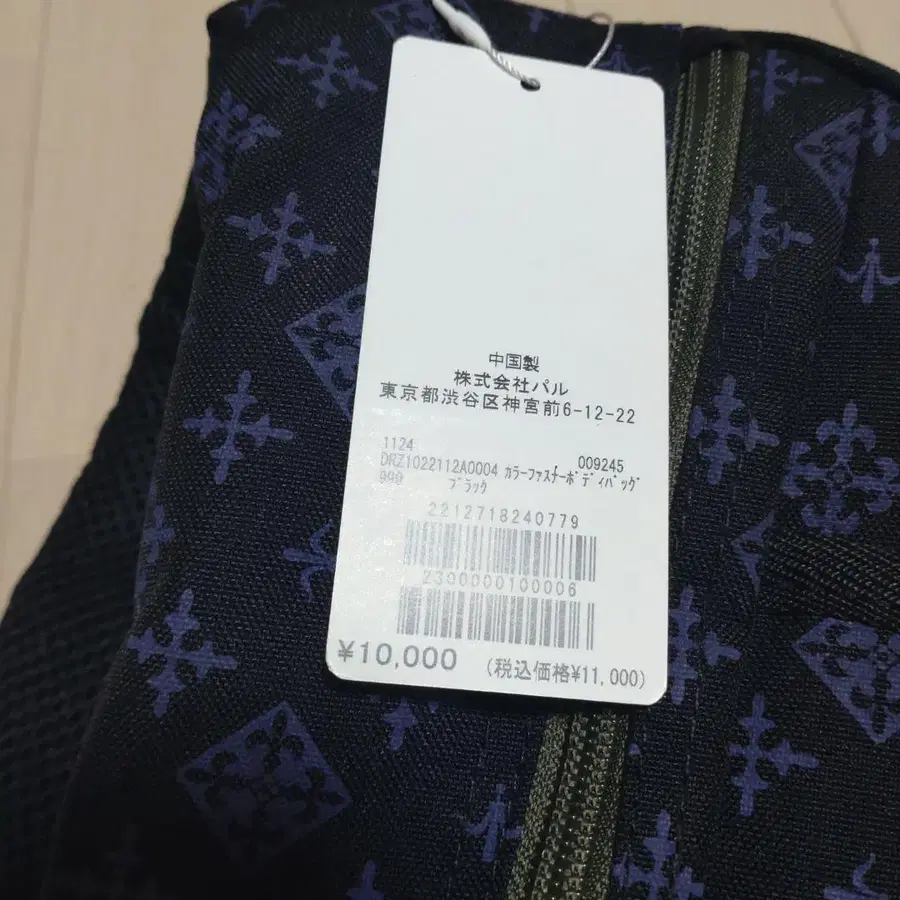 中国製
株式会社パル
東京都渋谷区神宮前6-12-22
1124 009245
DRZ1022112A0004 カラーファスナーボディバッグ
990 ブラック
2212718240779
2300000100006
¥10,000 (税込価格¥11,000)